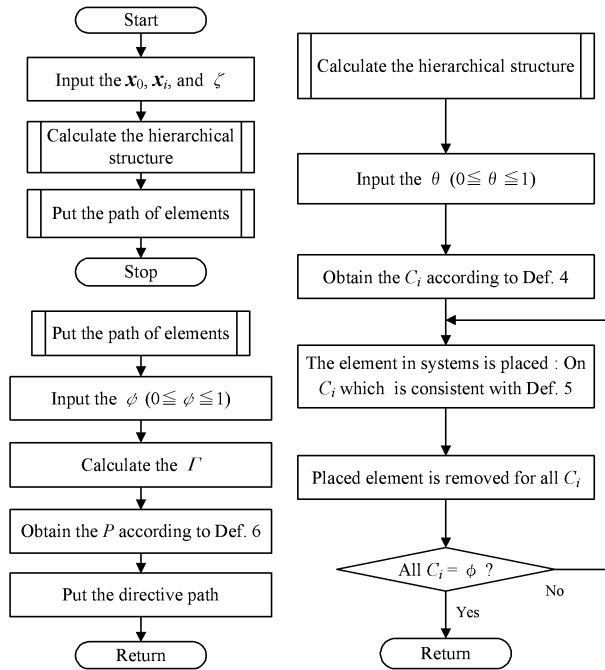 Start
Input the x₀, xᵢ, and ζ
Calculate the hierarchical
structure
Put the path of elements
Stop
Put the path of elements
Input the ϕ (0≦ ϕ ≦1)
Calculate the Γ
Obtain the P according to Def. 6
Put the directive path
Return
Calculate the hierarchical structure
Input the θ (0≦ θ ≦1)
Obtain the Cᵢ according to Def. 4
The element in systems is placed : On
Cᵢ which is consistent with Def. 5
Placed element is removed for all Cᵢ
All Cᵢ = ϕ ?
No
Yes
Return